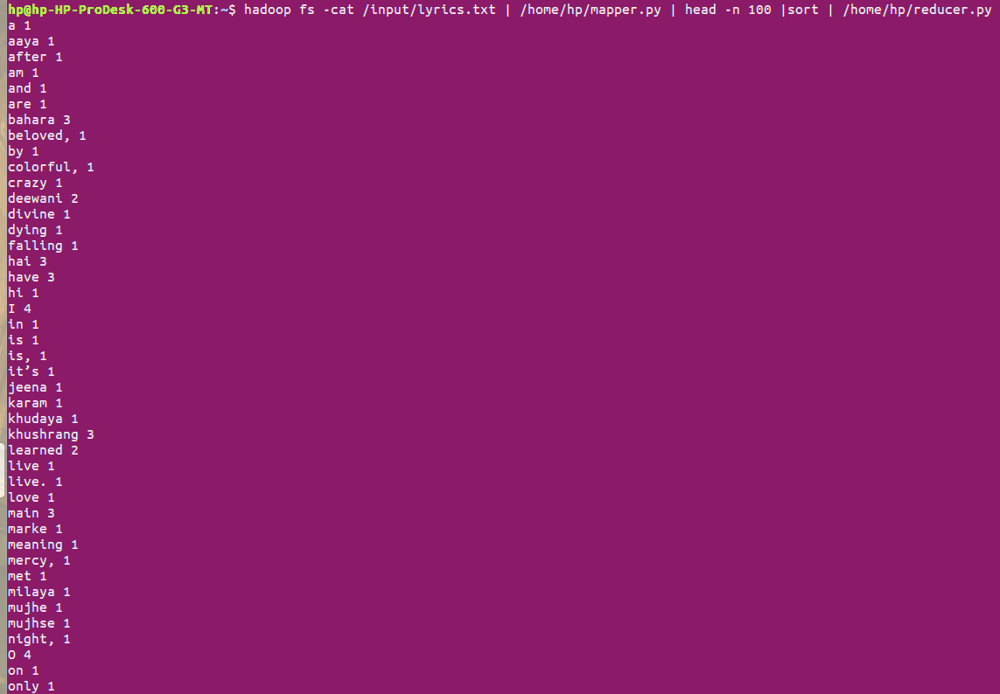 hp@hp-HP-ProDesk-600-G3-MT:~$ hadoop fs -cat /input/lyrics.txt | /home/hp/mapper.py | head -n 100 |sort | /home/hp/reducer.py
a 1
aaya 1
after 1
am 1
and 1
are 1
bahara 3
beloved, 1
by 1
colorful, 1
crazy 1
deewani 2
divine 1
dying 1
falling 1
hai 3
have 3
hi 1
I 4
in 1
is 1
is, 1
it’s 1
jeena 1
karam 1
khudaya 1
khushrang 3
learned 2
live 1
live. 1
love 1
main 3
marke 1
meaning 1
mercy, 1
met 1
milaya 1
mujhe 1
mujhse 1
night, 1
O 4
on 1
only 1